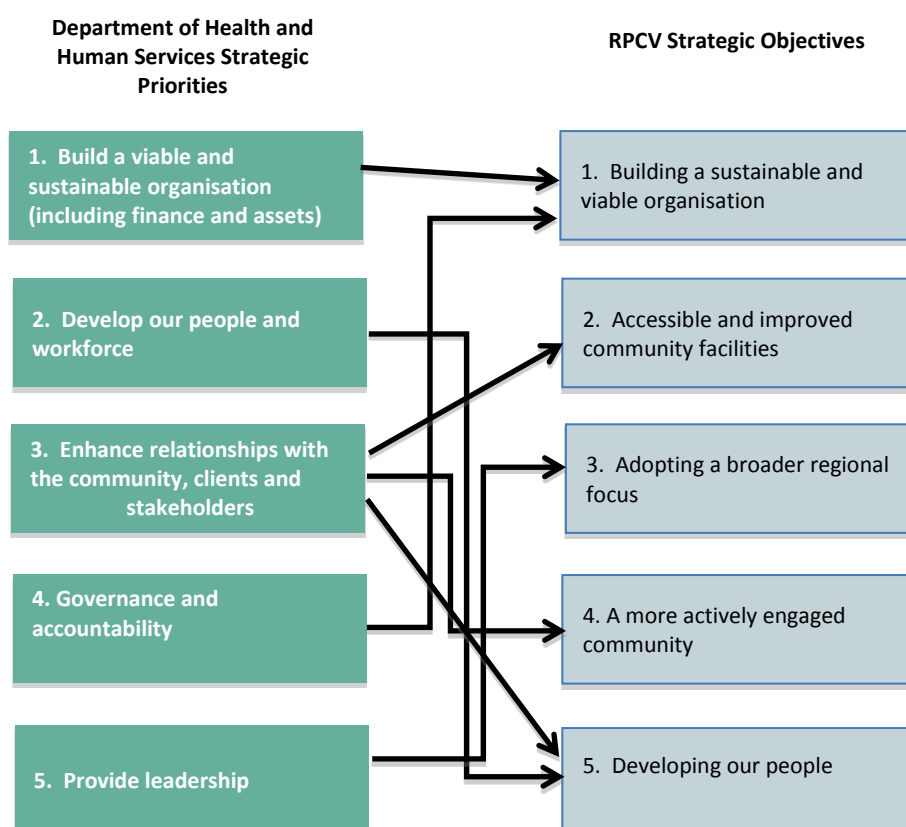 Department of Health and
Human Services Strategic
Priorities
RPCV Strategic Objectives
1. Build a viable and
sustainable organisation
(including finance and assets)
1. Building a sustainable and
viable organisation
2. Develop our people and
workforce
2. Accessible and improved
community facilities
3. Enhance relationships with
the community, clients and
stakeholders
3. Adopting a broader regional
focus
4. Governance and
accountability
4. A more actively engaged
community
5. Provide leadership
5. Developing our people